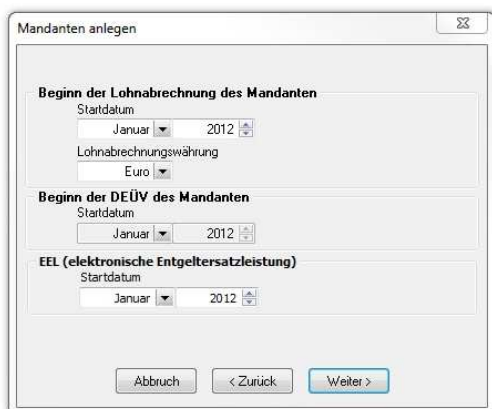 Mandanten anlegen
Beginn der Lohnabrechnung des Mandanten
Startdatum
Januar 2012
Lohnabrechnungswährung
Euro
Beginn der DEÜV des Mandanten
Startdatum
Januar 2012
EEL (elektronische Entgeltersatzleistung)
Startdatum
Januar 2012
Abbruch < Zurück Weiter >